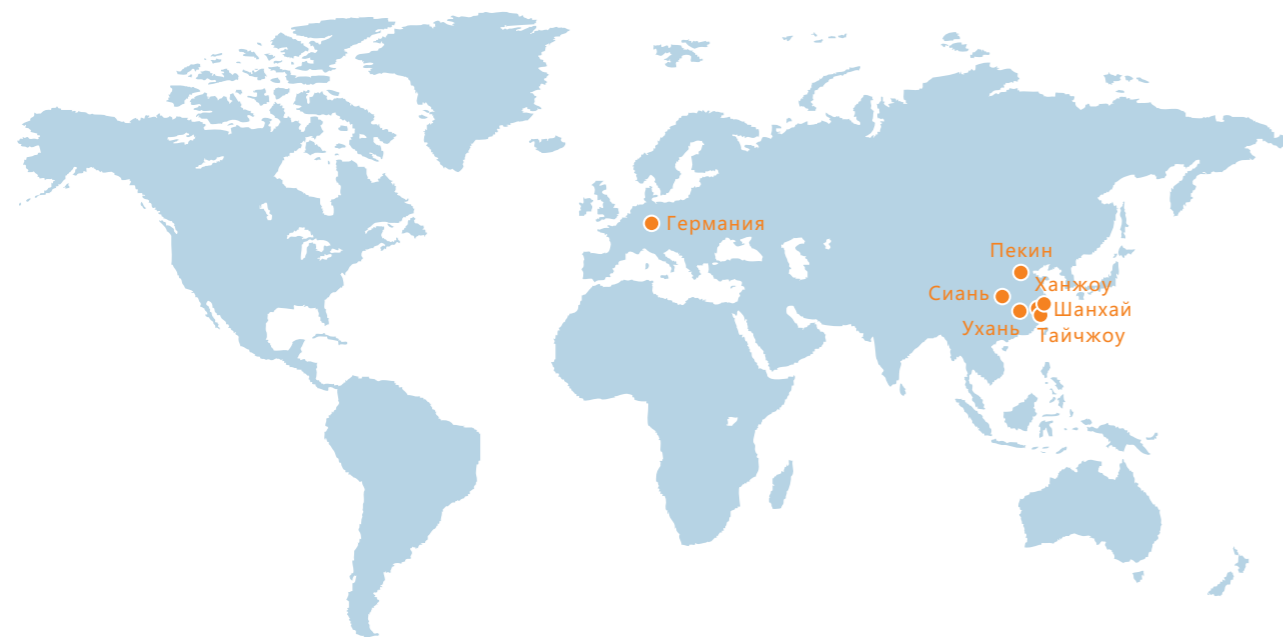 Германия
Пекин
Ханжоу
Сиань
Шанхай
Ухань
Тайчжоу